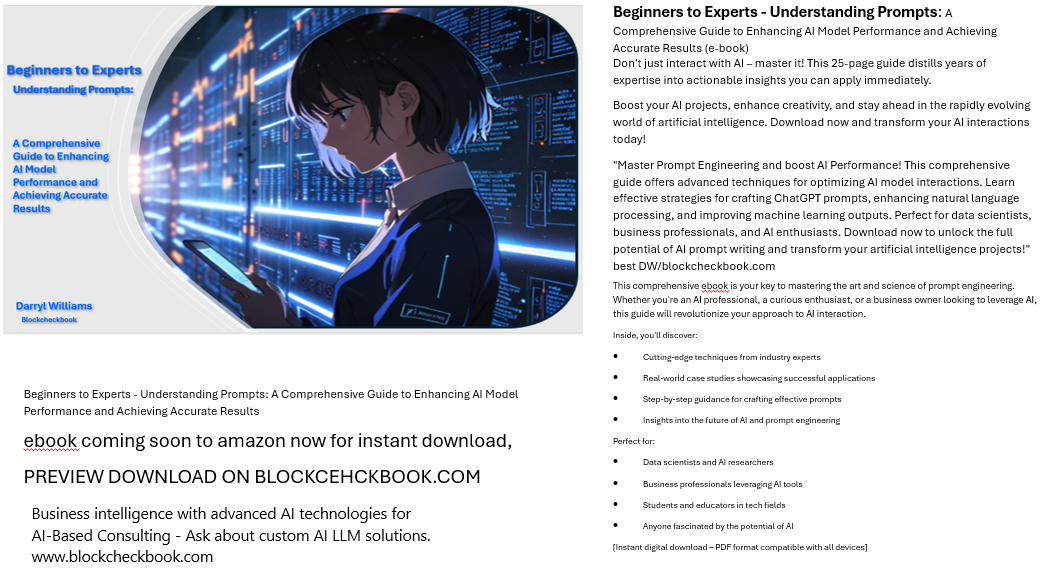 Beginners to Experts
Understanding Prompts:
A Comprehensive
Guide to Enhancing
AI Model
Performance and
Achieving Accurate
Results
Darryl Williams
Blockcheckbook
Beginners to Experts - Understanding Prompts: A Comprehensive Guide to Enhancing AI Model
Performance and Achieving Accurate Results
ebook coming soon to amazon now for instant download,
PREVIEW DOWNLOAD ON BLOCKCEHCKBOOK.COM
Business intelligence with advanced AI technologies for
AI-Based Consulting - Ask about custom AI LLM solutions.
www.blockcheckbook.com
Beginners to Experts - Understanding Prompts: A
Comprehensive Guide to Enhancing AI Model Performance and Achieving
Accurate Results (e-book)
Don't just interact with AI – master it! This 25-page guide distills years of
expertise into actionable insights you can apply immediately.
Boost your AI projects, enhance creativity, and stay ahead in the rapidly evolving
world of artificial intelligence. Download now and transform your AI interactions
today!
"Master Prompt Engineering and boost AI Performance! This comprehensive
guide offers advanced techniques for optimizing AI model interactions. Learn
effective strategies for crafting ChatGPT prompts, enhancing natural language
processing, and improving machine learning outputs. Perfect for data scientists,
business professionals, and AI enthusiasts. Download now to unlock the full
potential of AI prompt writing and transform your artificial intelligence projects!"
best DW/blockcheckbook.com
This comprehensive ebook is your key to mastering the art and science of prompt engineering.
Whether you're an AI professional, a curious enthusiast, or a business owner looking to leverage AI,
this guide will revolutionize your approach to AI interaction.
Inside, you'll discover:
• Cutting-edge techniques from industry experts
• Real-world case studies showcasing successful applications
• Step-by-step guidance for crafting effective prompts
• Insights into the future of AI and prompt engineering
Perfect for:
• Data scientists and AI researchers
• Business professionals leveraging AI tools
• Students and educators in tech fields
• Anyone fascinated by the potential of AI
[Instant digital download – PDF format compatible with all devices]